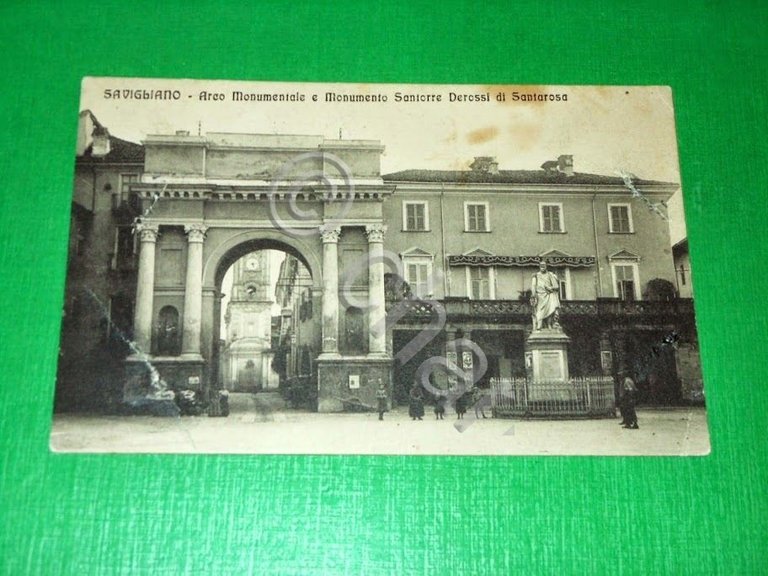 SAVIGLIANO - Arco Monumentale e Monumento Santorre Derossi di Santarosa